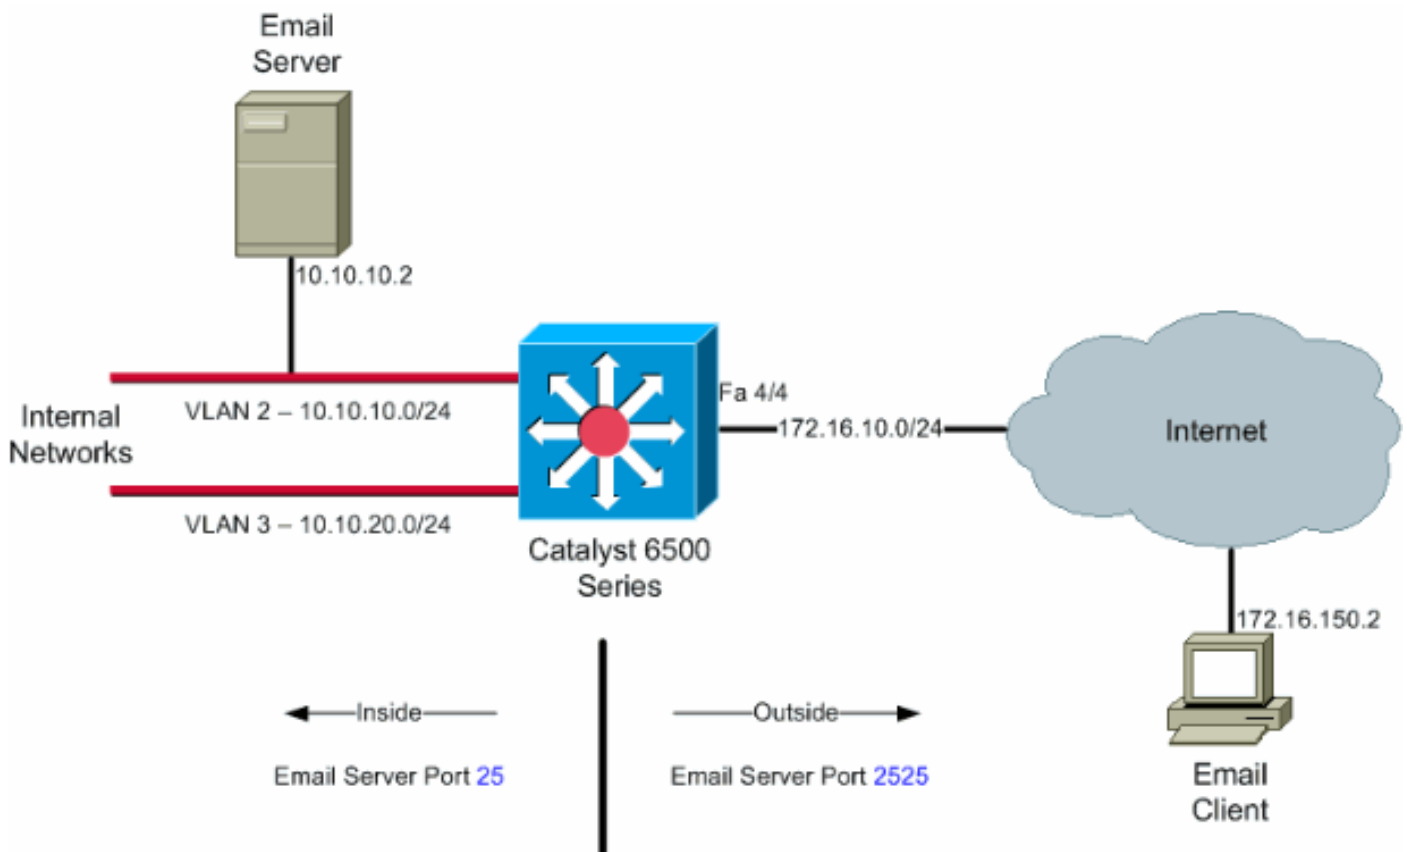 Email
Server
10.10.10.2
Internal
Networks
VLAN 2 – 10.10.10.0/24
VLAN 3 – 10.10.20.0/24
Catalyst 6500
Series
Fa 4/4
172.16.10.0/24
Internet
172.16.150.2
Email
Client
Inside
Outside
Email Server Port 25
Email Server Port 2525